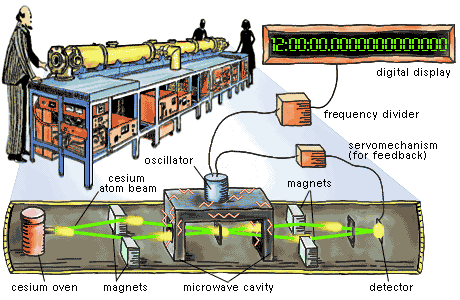 12:00:00.0000000000000000
digital display
frequency divider
servomechanism
(for feedback)
oscillator
cesium
atom beam
magnets
cesium oven
magnets
microwave cavity
detector